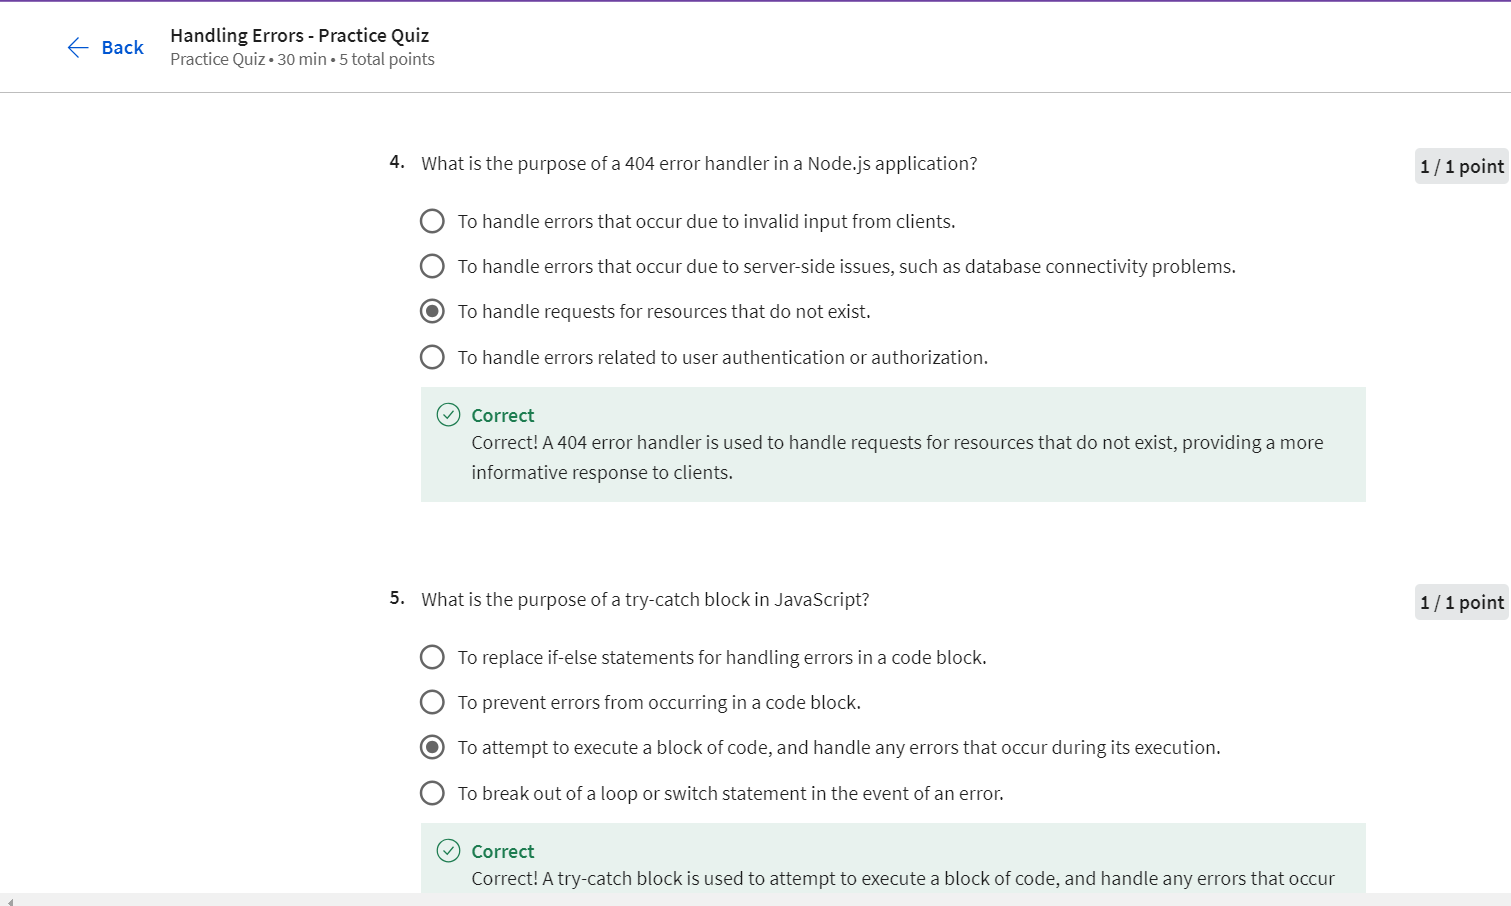 Back
Handling Errors - Practice Quiz
Practice Quiz • 30 min • 5 total points
4. What is the purpose of a 404 error handler in a Node.js application?
1 / 1 point
To handle errors that occur due to invalid input from clients.
To handle errors that occur due to server-side issues, such as database connectivity problems.
To handle requests for resources that do not exist.
To handle errors related to user authentication or authorization.
Correct
Correct! A 404 error handler is used to handle requests for resources that do not exist, providing a more
informative response to clients.
5. What is the purpose of a try-catch block in JavaScript?
1 / 1 point
To replace if-else statements for handling errors in a code block.
To prevent errors from occurring in a code block.
To attempt to execute a block of code, and handle any errors that occur during its execution.
To break out of a loop or switch statement in the event of an error.
Correct
Correct! A try-catch block is used to attempt to execute a block of code, and handle any errors that occur